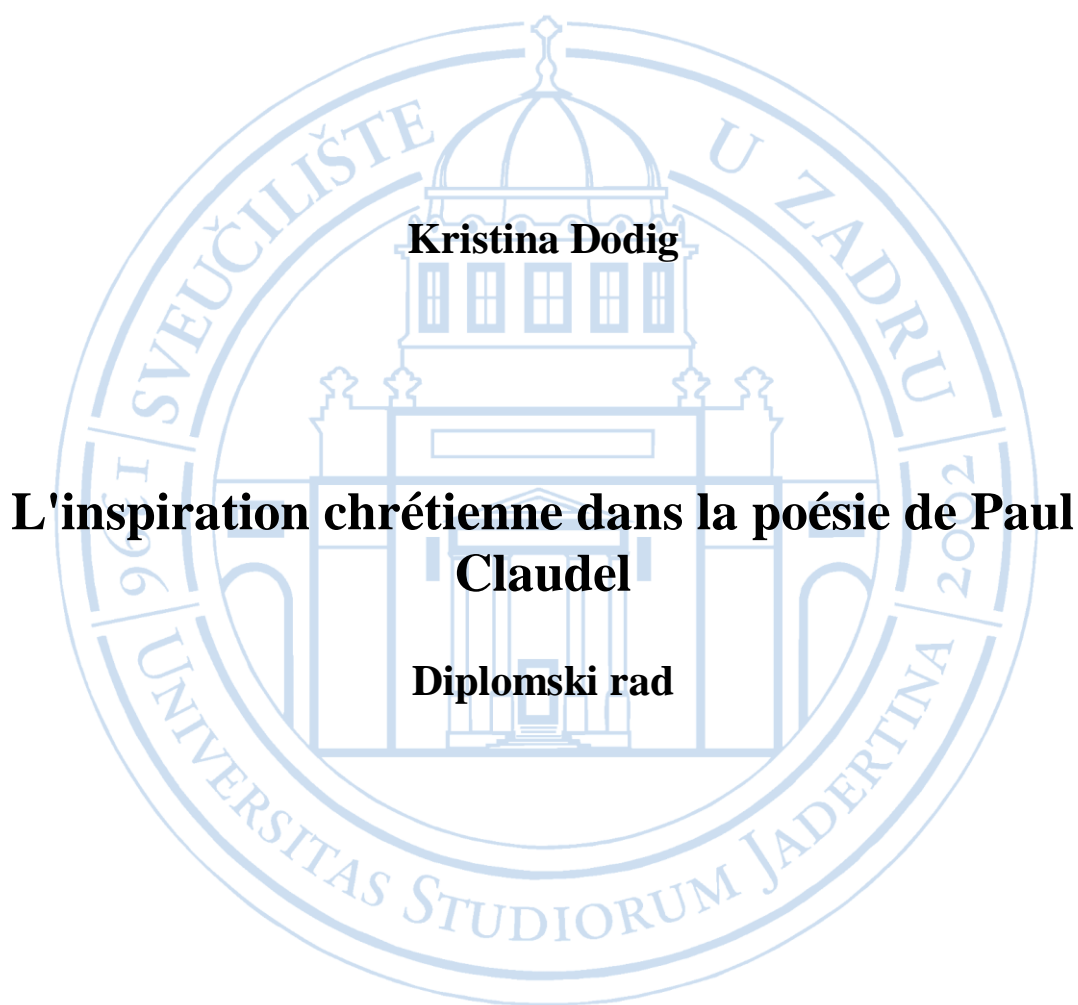 SVEUČILIŠTE U ZADRU
1396
2002
UNIVERSITAS STUDIORUM JADERTINA
Kristina Dodig
L'inspiration chrétienne dans la poésie de Paul
Claudel
Diplomski rad